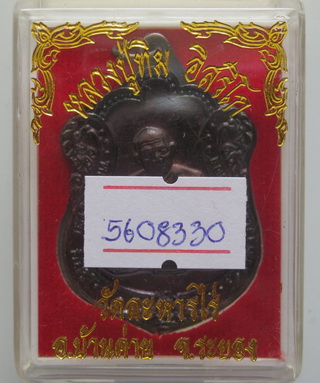 หลวงปู่ทิม อิสริโก
5608330
วัดละหารไร่
อ.บ้านค่าย จ.ระยอง